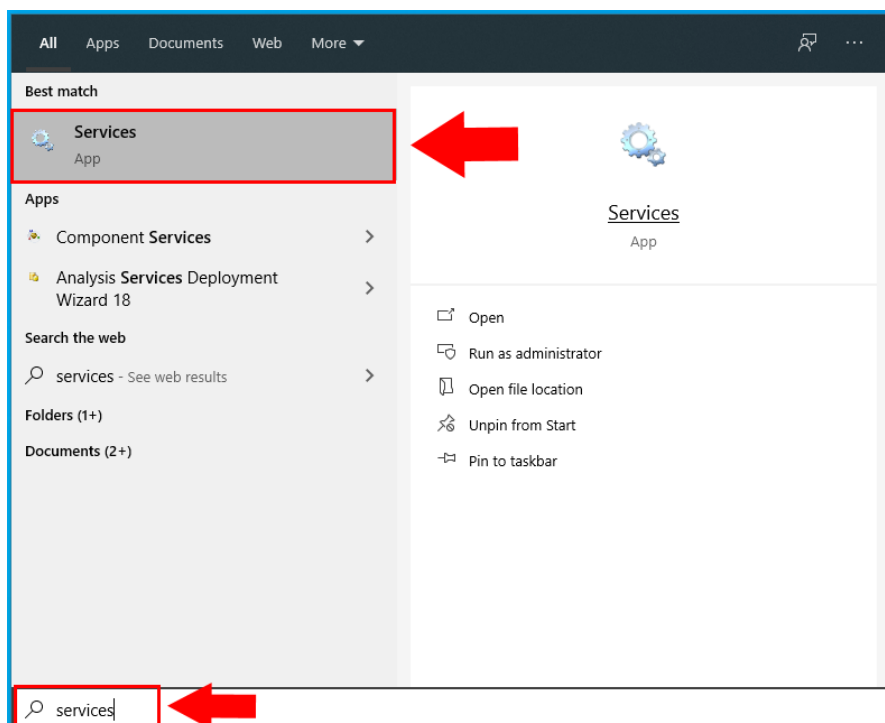 All Apps Documents Web More
Best match
Services
App
Apps
Component Services
Analysis Services Deployment
Wizard 18
Search the web
services - See web results
Folders (1+)
Documents (2+)
Services
App
Open
Run as administrator
Open file location
Unpin from Start
Pin to taskbar
services